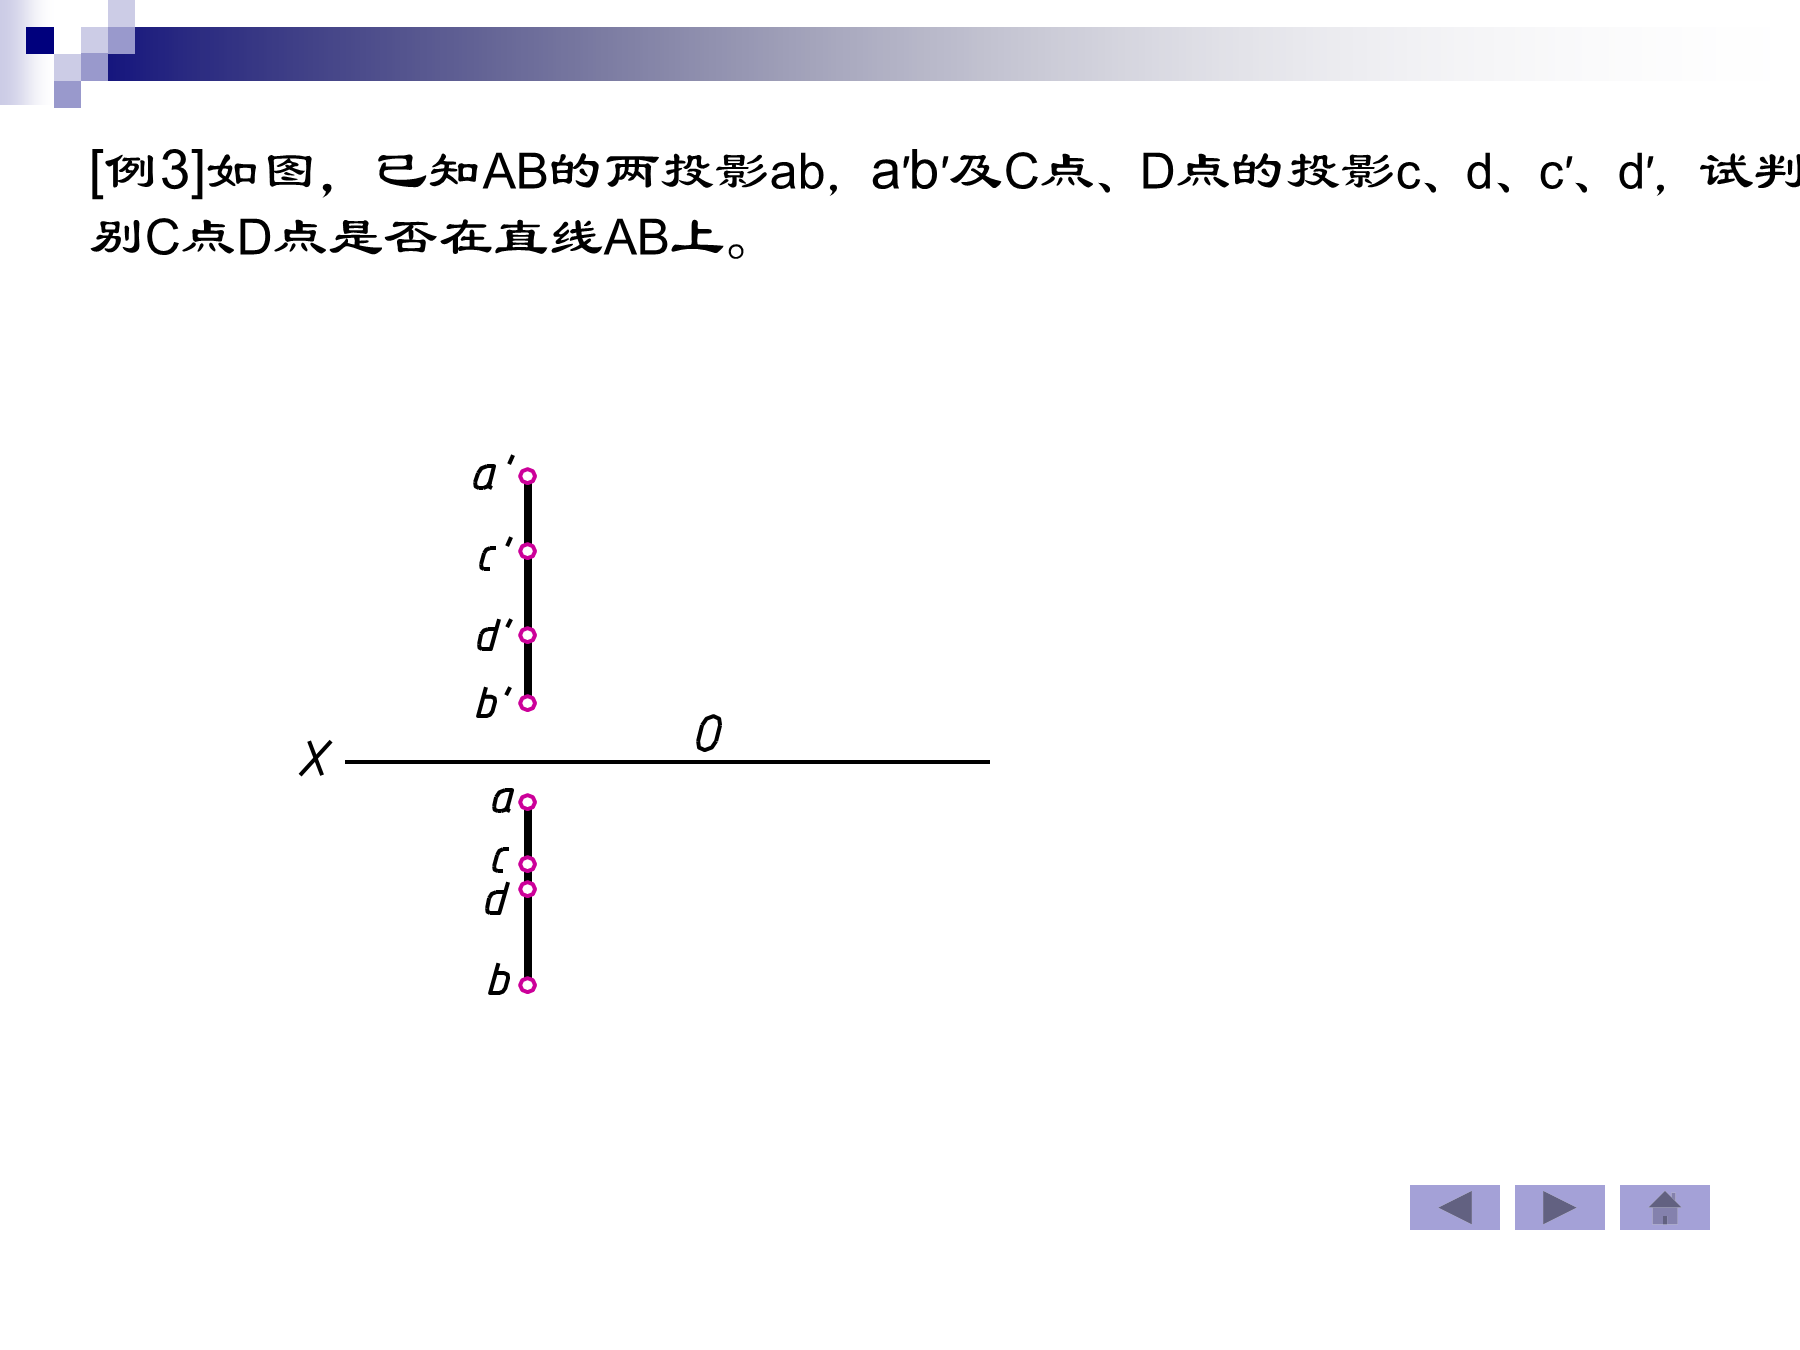 [例3]如图，已知AB的两投影ab，a′b′及C点、D点的投影c、d、c′、d′，试判
别C点D点是否在直线AB上。
a′
c′
d′
b′
O
X
a
c
d
b